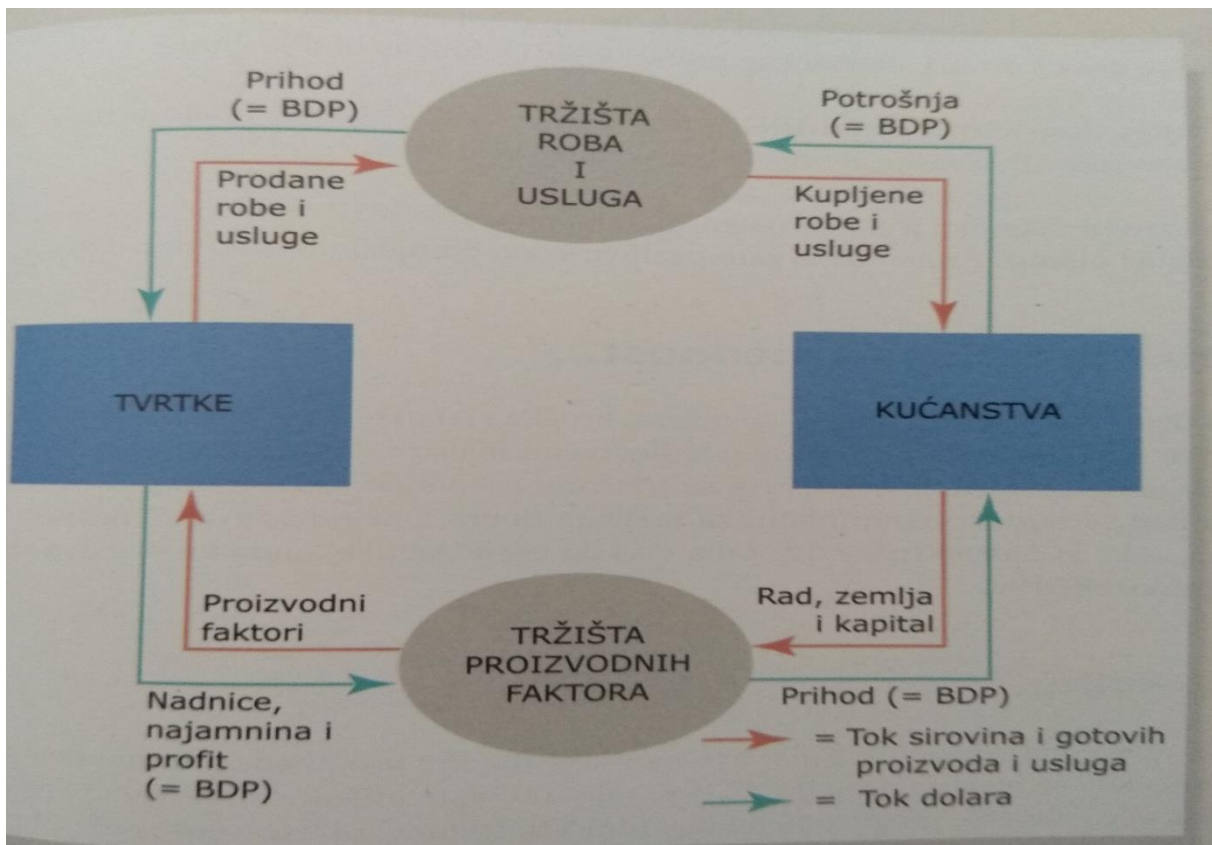 Prihod
(= BDP)
TRŽIŠTA
ROBA
I
USLUGA
Potrošnja
(= BDP)
Prodane
robe i
usluge
Kupljene
robe i
usluge
TVRTKE
KUĆANSTVA
Proizvodni
faktori
TRŽIŠTA
PROIZVODNIH
FAKTORA
Rad, zemlja
i kapital
Nadnice,
najamnina i
profit
(= BDP)
Prihod (= BDP)
= Tok sirovina i gotovih
proizvoda i usluga
= Tok dolara